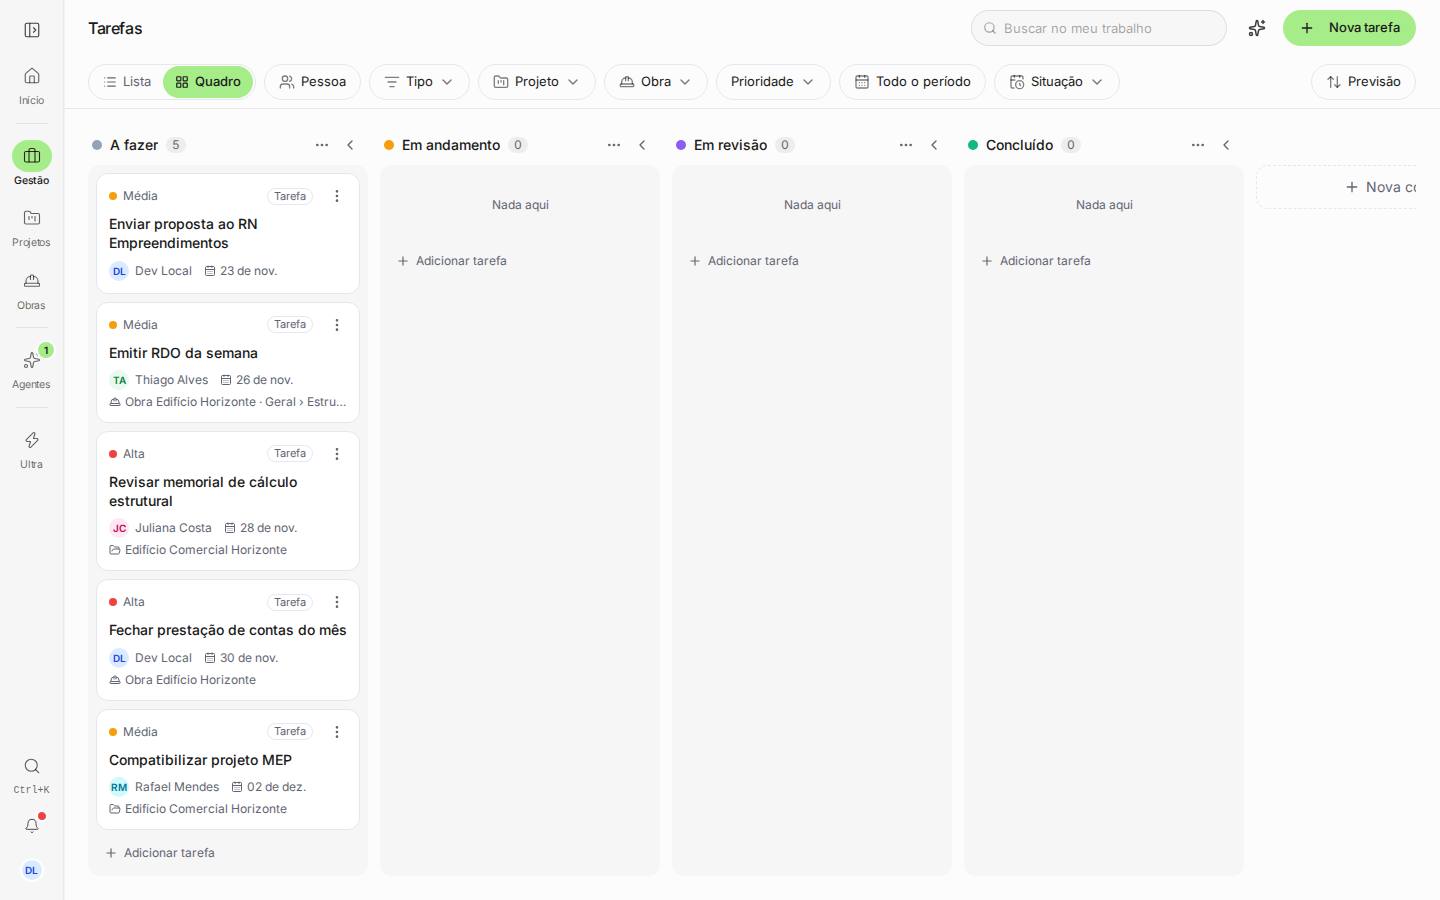 Tarefas
Buscar no meu trabalho
Nova tarefa
Lista
Quadro
Pessoa
Tipo
Projeto
Obra
Prioridade
Todo o período
Situação
Previsão
Início
Gestão
Projetos
Obras
1
Agentes
Ultra
Ctrl+K
DL
A fazer 5
Média Tarefa
Enviar proposta ao RN
Empreendimentos
DL Dev Local 23 de nov.
Média Tarefa
Emitir RDO da semana
TA Thiago Alves 26 de nov.
Obra Edifício Horizonte · Geral › Estru...
Alta Tarefa
Revisar memorial de cálculo
estrutural
JC Juliana Costa 28 de nov.
Edifício Comercial Horizonte
Alta Tarefa
Fechar prestação de contas do mês
DL Dev Local 30 de nov.
Obra Edifício Horizonte
Média Tarefa
Compatibilizar projeto MEP
RM Rafael Mendes 02 de dez.
Edifício Comercial Horizonte
Adicionar tarefa
Em andamento 0
Nada aqui
Adicionar tarefa
Em revisão 0
Nada aqui
Adicionar tarefa
Concluído 0
Nada aqui
Adicionar tarefa
Nova co